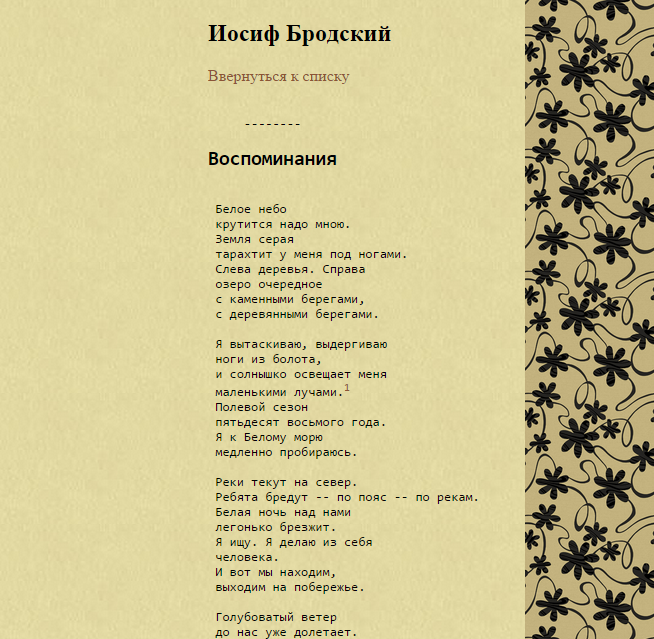 Иосиф Бродский
Ввернуться к списку
--------
Воспоминания
Белое небо
крутится надо мною.
Земля серая
тарахтит у меня под ногами.
Слева деревья. Справа
озеро очередное
с каменными берегами,
с деревянными берегами.
Я вытаскиваю, выдергиваю
ноги из болота,
и солнышко освещает меня
маленькими лучами.1
Полевой сезон
пятьдесят восьмого года.
Я к Белому морю
медленно пробираюсь.
Реки текут на север.
Ребята бредут -- по пояс -- по рекам.
Белая ночь над нами
легонько брезжит.
Я ищу. Я делаю из себя
человека.
И вот мы находим,
выходим на побережье.
Голубоватый ветер
до нас уже долетает.